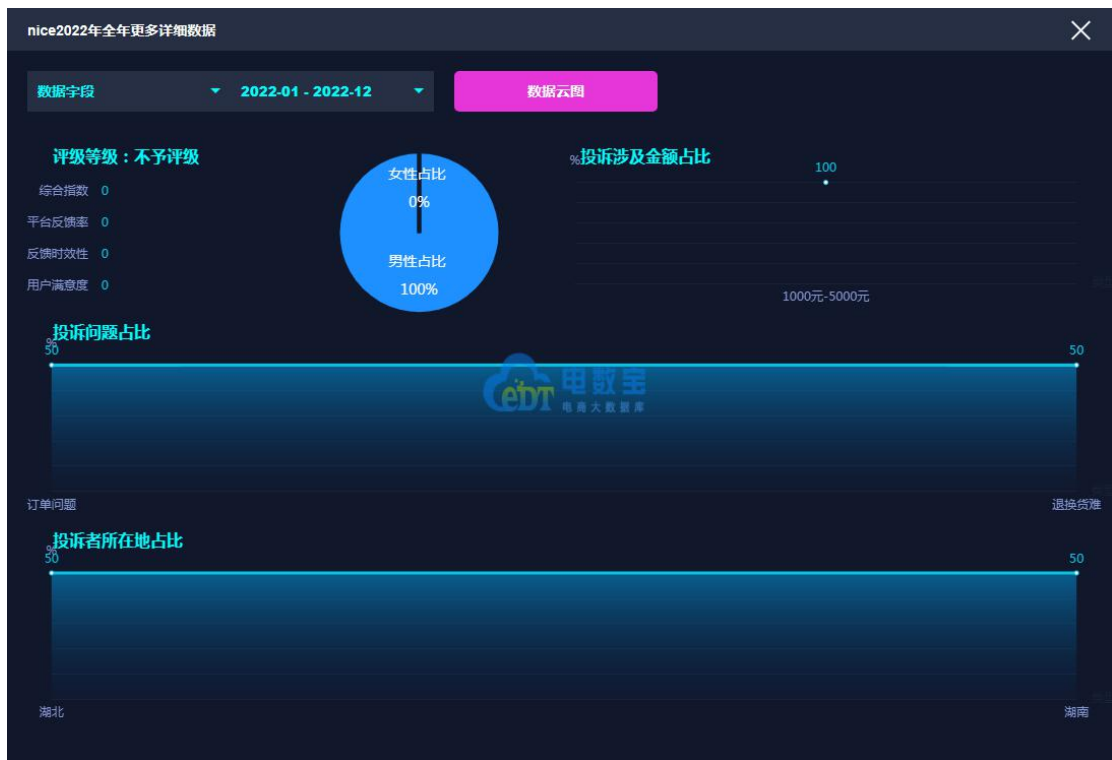 nice2022年全年更多详细数据
数据字段
2022-01 - 2022-12
数据云图
评级等级：不予评级
综合指数 0
平台反馈率 0
反馈时效性 0
用户满意度 0
女性占比
0%
男性占比
100%
%
投诉涉及金额占比
100
1000元-5000元
投诉问题占比
%
50
50
eDT 电数宝
电商大数据库
订单问题
退换货难
投诉者所在地占比
%
50
50
湖北
湖南